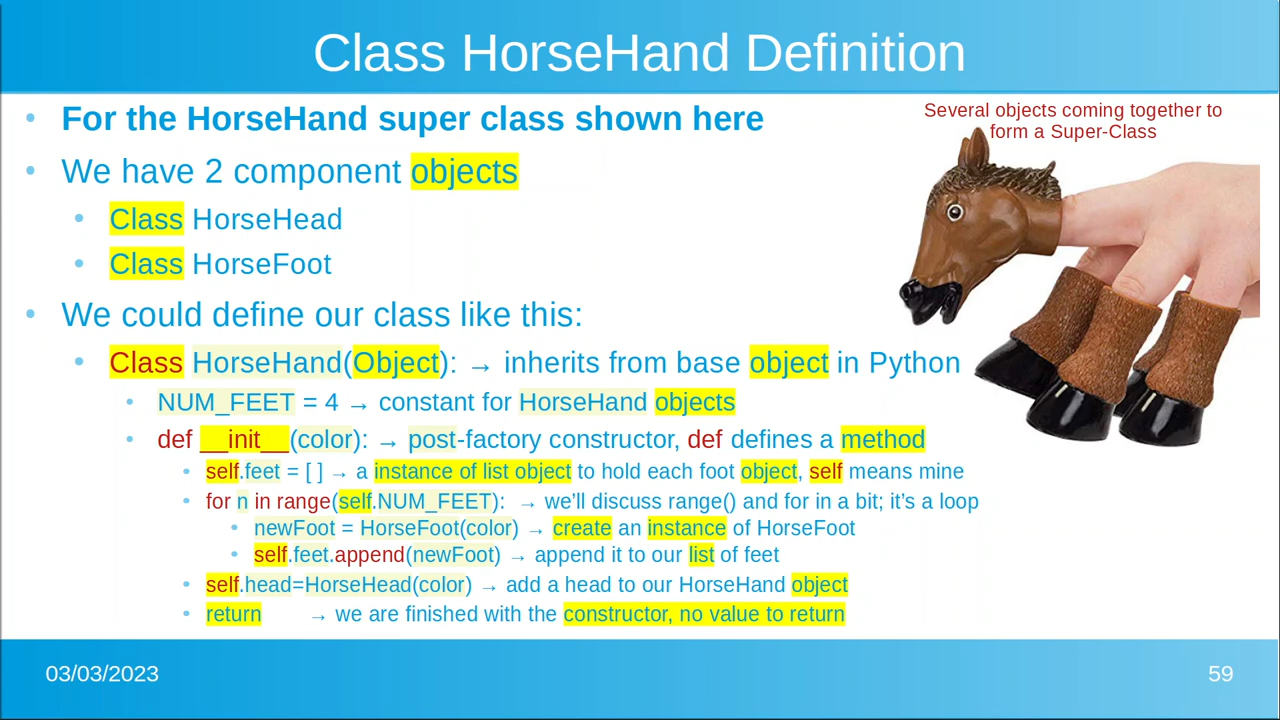 Class HorseHand Definition
For the HorseHand super class shown here
Several objects coming together to
form a Super-Class
We have 2 component objects
Class HorseHead
Class HorseFoot
We could define our class like this:
Class HorseHand(Object): → inherits from base object in Python
NUM_FEET = 4 → constant for HorseHand objects
def __init__(color): → post-factory constructor, def defines a method
self.feet = [ ] → a instance of list object to hold each foot object, self means mine
for n in range(self.NUM_FEET): → we'll discuss range() and for in a bit; it's a loop
newFoot = HorseFoot(color) → create an instance of HorseFoot
self.feet.append(newFoot) → append it to our list of feet
self.head=HorseHead(color) → add a head to our HorseHand object
return → we are finished with the constructor, no value to return
03/03/2023
59